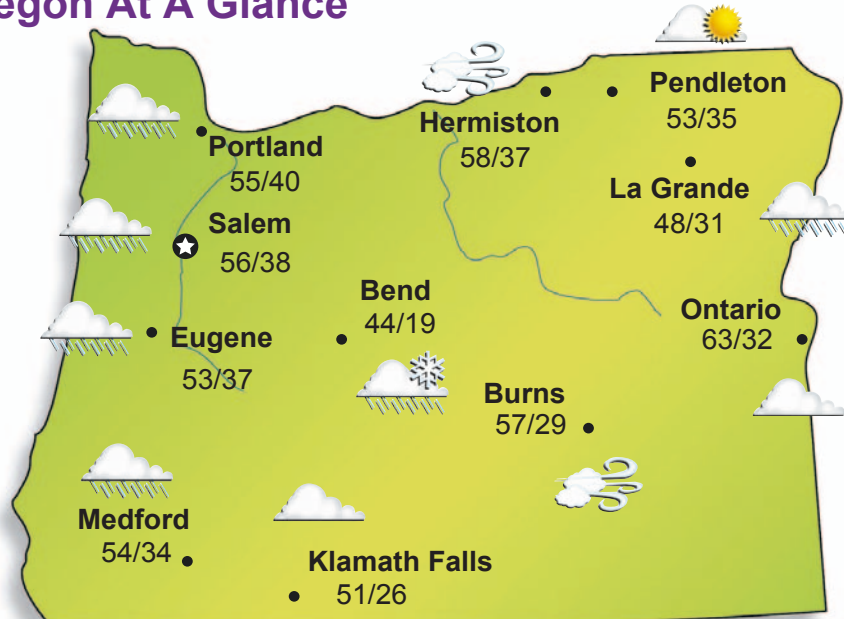 egon At A Glance
Pendleton
53/35
Hermiston
58/37
Portland
55/40
La Grande
48/31
Salem
56/38
Bend
44/19
Ontario
63/32
Eugene
53/37
Burns
57/29
Medford
54/34
Klamath Falls
51/26